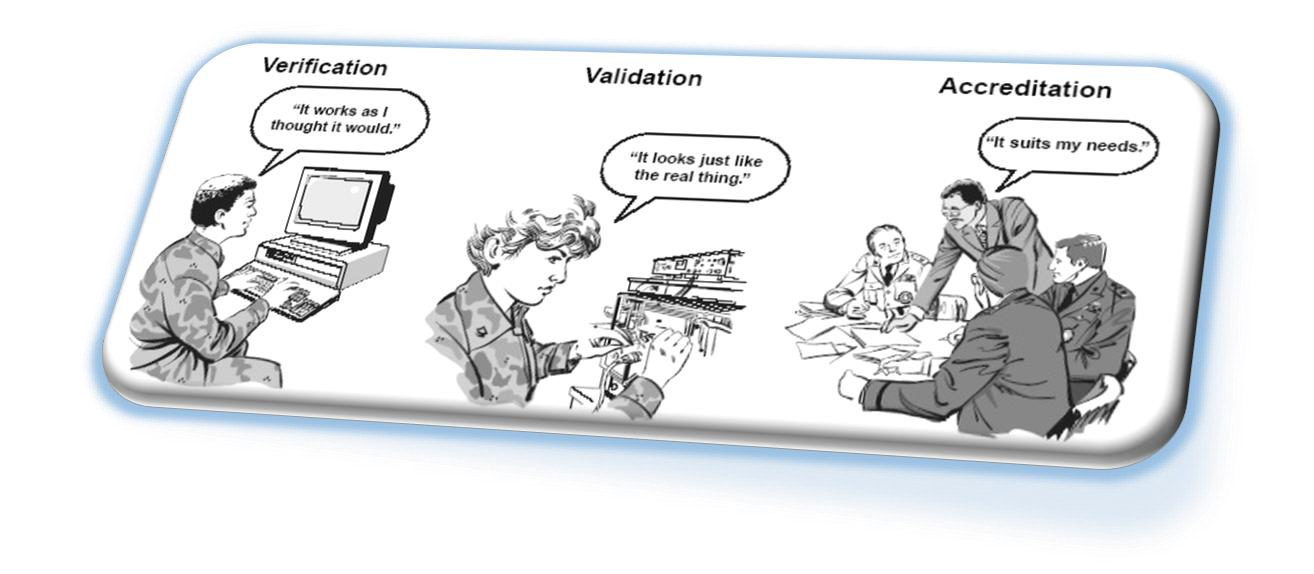 Verification
“It works as I
thought it would.”
Validation
“It looks just like
the real thing.”
Accreditation
“It suits my needs.”